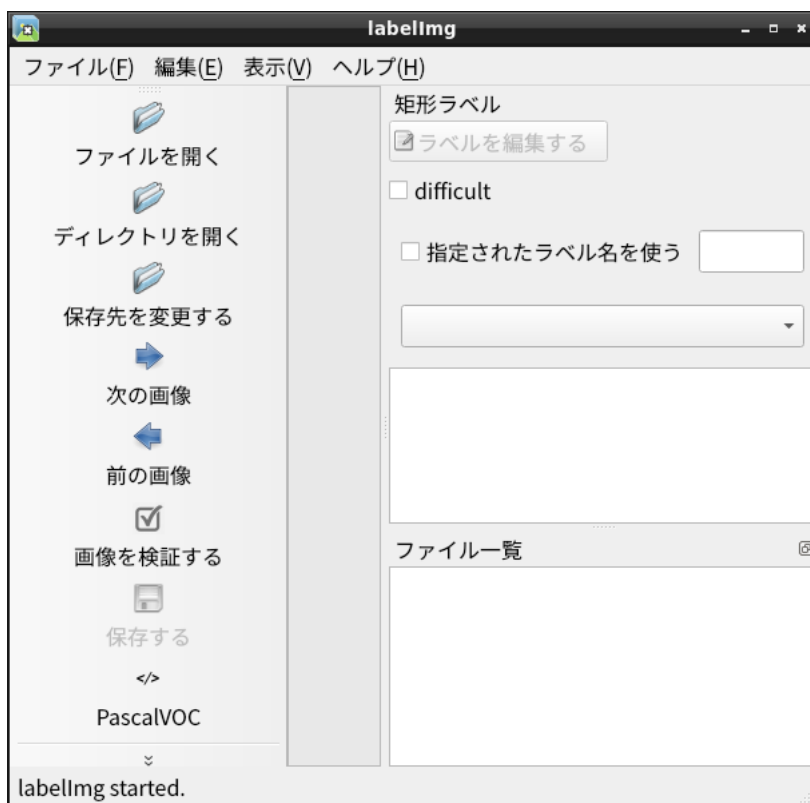 labelImg
ファイル(F) 編集(E) 表示(V) ヘルプ(H)
ファイルを開く
ディレクトリを開く
保存先を変更する
次の画像
前の画像
画像を検証する
保存する
</>
PascalVOC
矩形ラベル
ラベルを編集する
difficult
指定されたラベル名を使う
ファイル一覧
labelImg started.